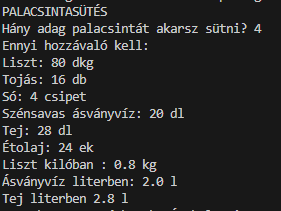 PALACSINTASÜTÉS
Hány adag palacsintát akarsz sütni? 4
Ennyi hozzávaló kell:
Liszt: 80 dkg
Tojás: 16 db
Só: 4 csipet
Szénsavas ásványvíz: 20 dl
Tej: 28 dl
Étolaj: 24 ek
Liszt kilóban : 0.8 kg
Ásványvíz literben: 2.0 l
Tej literben 2.8 l